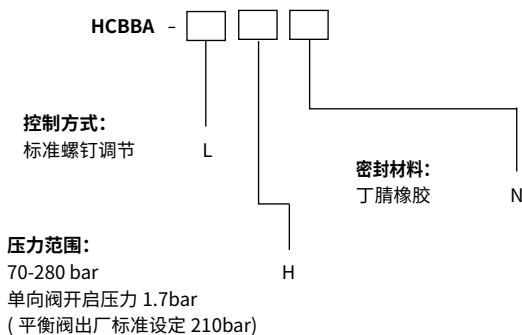 HCBBA -
控制方式：
标准螺钉调节 L
密封材料：
丁腈橡胶 N
压力范围：
70-280 bar H
单向阀开启压力 1.7bar
( 平衡阀出厂标准设定 210bar)